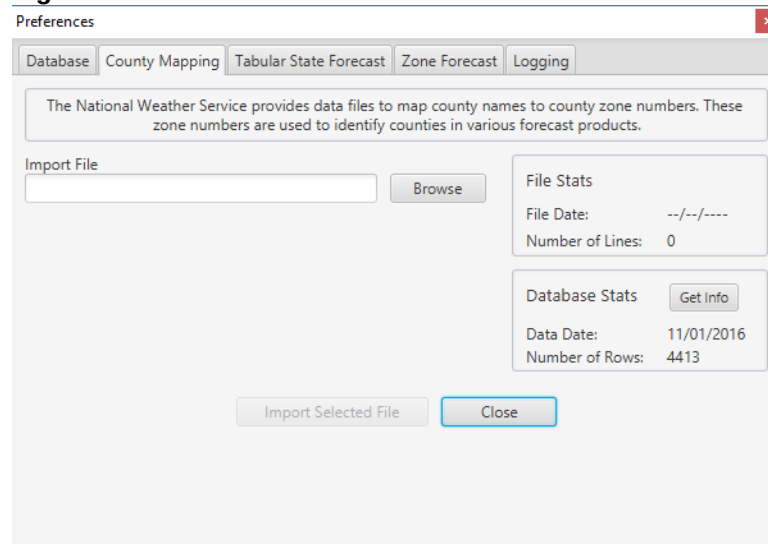 Preferences
Database County Mapping Tabular State Forecast Zone Forecast Logging
The National Weather Service provides data files to map county names to county zone numbers. These
zone numbers are used to identify counties in various forecast products.
Import File
Browse
File Stats
File Date: --/--/----
Number of Lines: 0
Database Stats Get Info
Data Date: 11/01/2016
Number of Rows: 4413
Import Selected File Close